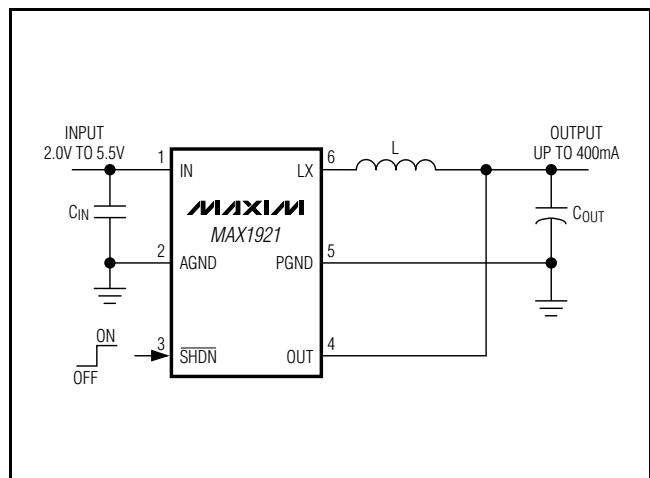 INPUT
2.0V TO 5.5V
OUTPUT
UP TO 400mA
L
1
6
IN
LX
MAXIM
MAX1921
CIN
COUT
2
5
AGND
PGND
ON
OFF
3
4
SHDN
OUT